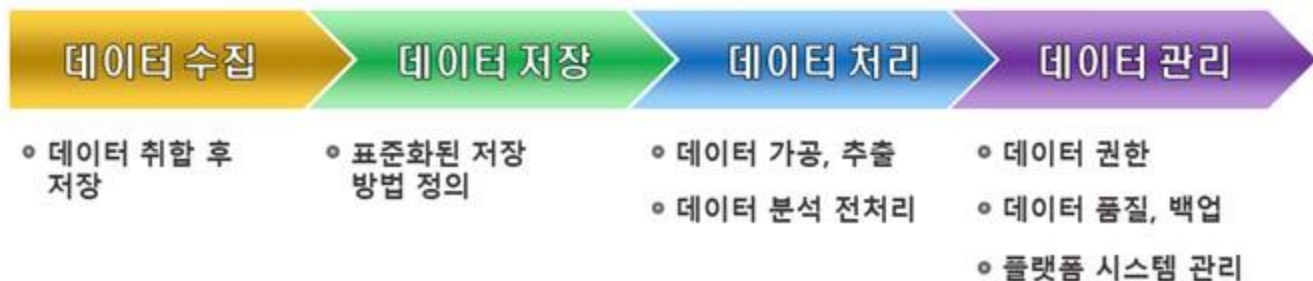 데이터 수집
데이터 저장
데이터 처리
데이터 관리
데이터 취합 후
저장
표준화된 저장
방법 정의
데이터 가공, 추출
데이터 분석 전처리
데이터 권한
데이터 품질, 백업
플랫폼 시스템 관리